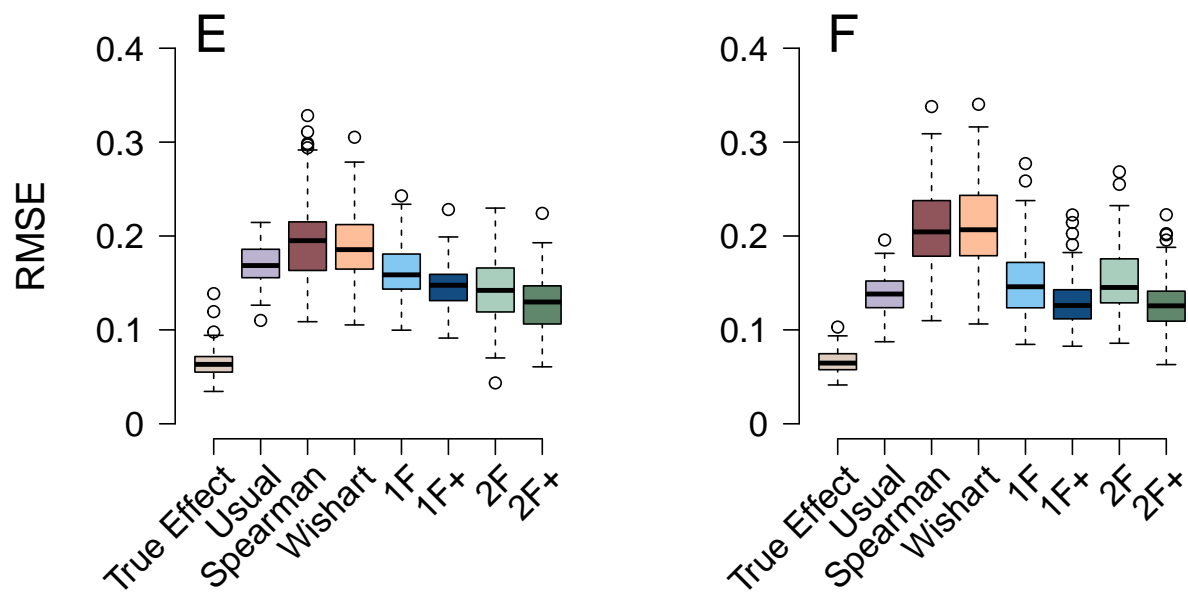 E
F
RMSE
0.4
0.3
0.2
0.1
0
True Effect
Usual
Spearman
Wishart
1F
1F+
2F
2F+
0.4
0.3
0.2
0.1
0
True Effect
Usual
Spearman
Wishart
1F
1F+
2F
2F+